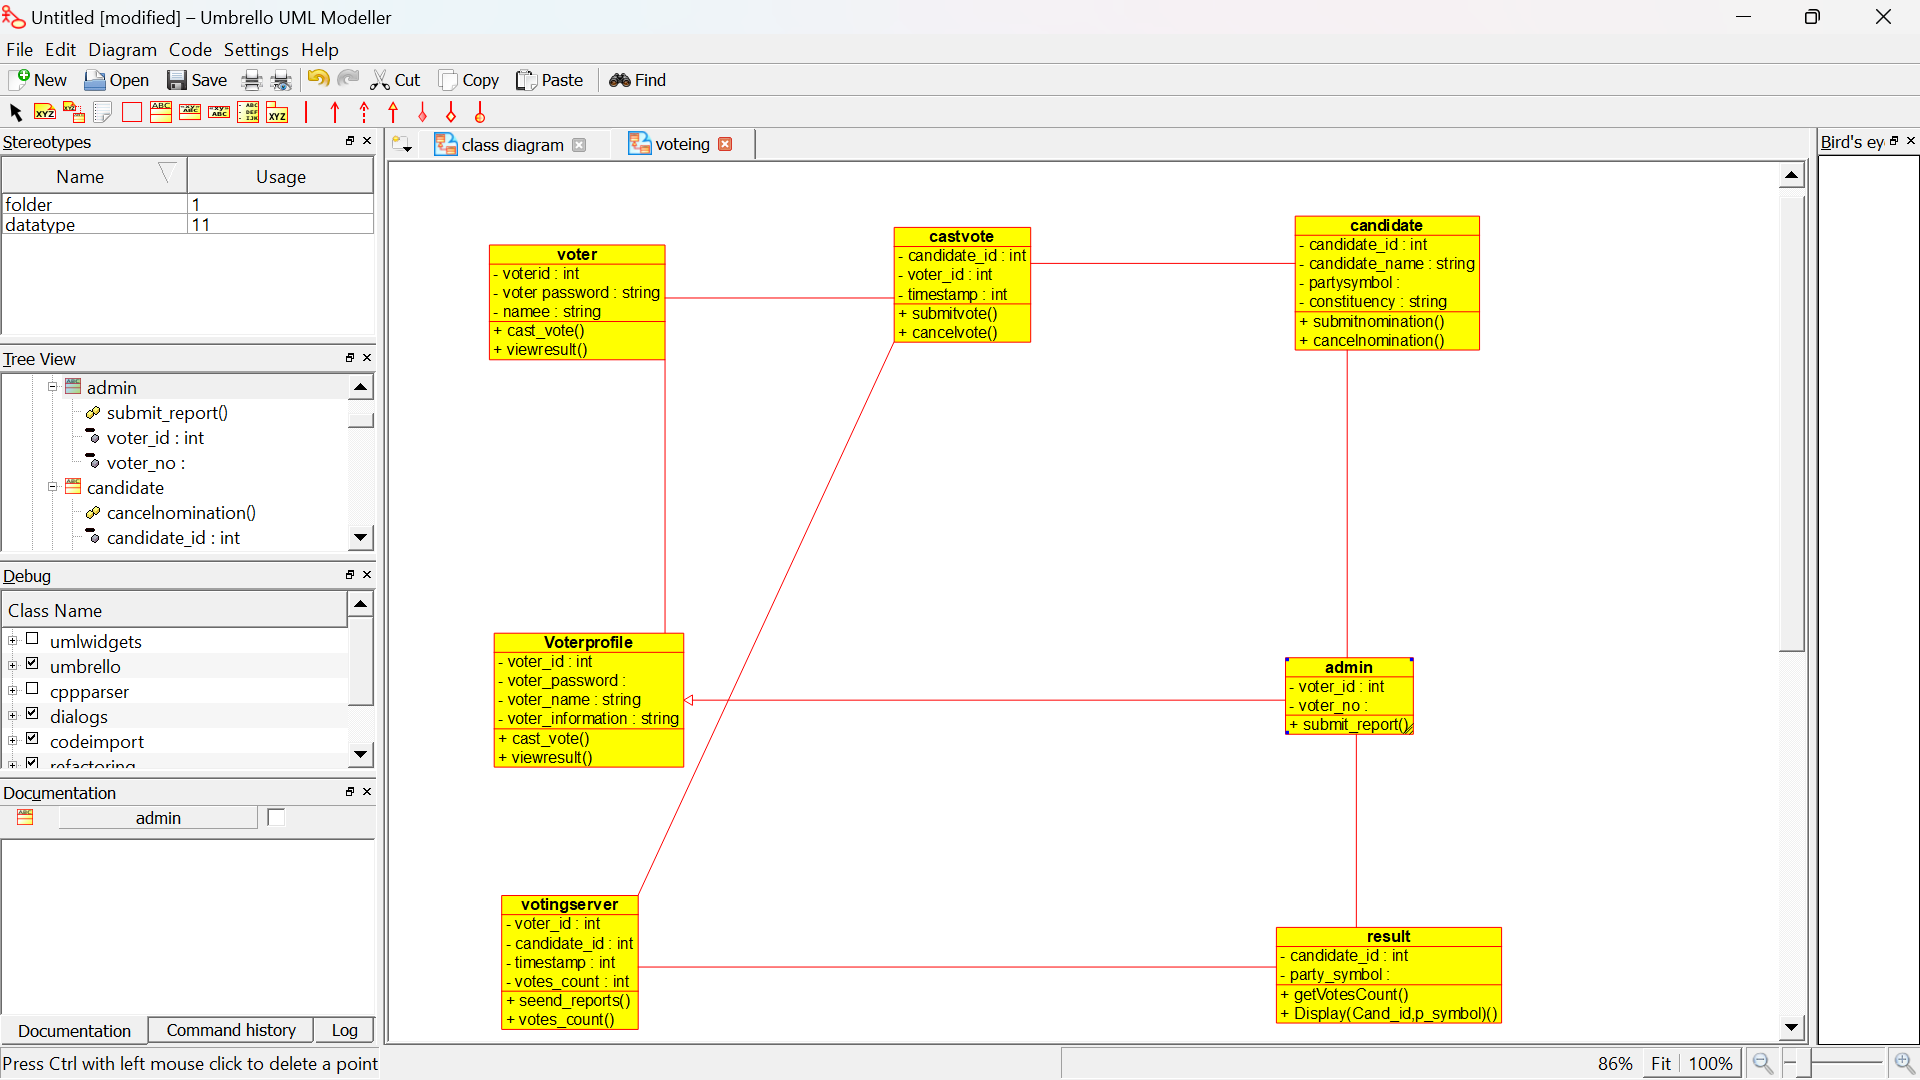 Untitled [modified] – Umbrello UML Modeller
File Edit Diagram Code Settings Help
New Open Save Cut Copy Paste Find
Stereotypes
Name Usage
folder 1
datatype 11
Tree View
admin
submit_report()
voter_id : int
voter_no :
candidate
cancelnomination()
candidate_id : int
Debug
Class Name
umlwidgets
umbrello
cppparser
dialogs
codeimport
refactoring
Documentation
admin
Documentation Command history Log
Press Ctrl with left mouse click to delete a point
class diagram voteing
Bird's ey
voter
- voterid : int
- voter password : string
- namee : string
+ cast_vote()
+ viewresult()
castvote
- candidate_id : int
- voter_id : int
- timestamp : int
+ submitvote()
+ cancelvote()
candidate
- candidate_id : int
- candidate_name : string
- partysymbol :
- constituency : string
+ submitnomination()
+ cancelnomination()
Voterprofile
- voter_id : int
- voter_password :
- voter_name : string
- voter_information : string
+ cast_vote()
+ viewresult()
admin
- voter_id : int
- voter_no :
+ submit_report()
votingserver
- voter_id : int
- candidate_id : int
- timestamp : int
- votes_count : int
+ seend_reports()
+ votes_count()
result
- candidate_id : int
- party_symbol :
+ getVotesCount()
+ Display(Cand_id,p_symbol)()
86% Fit 100%